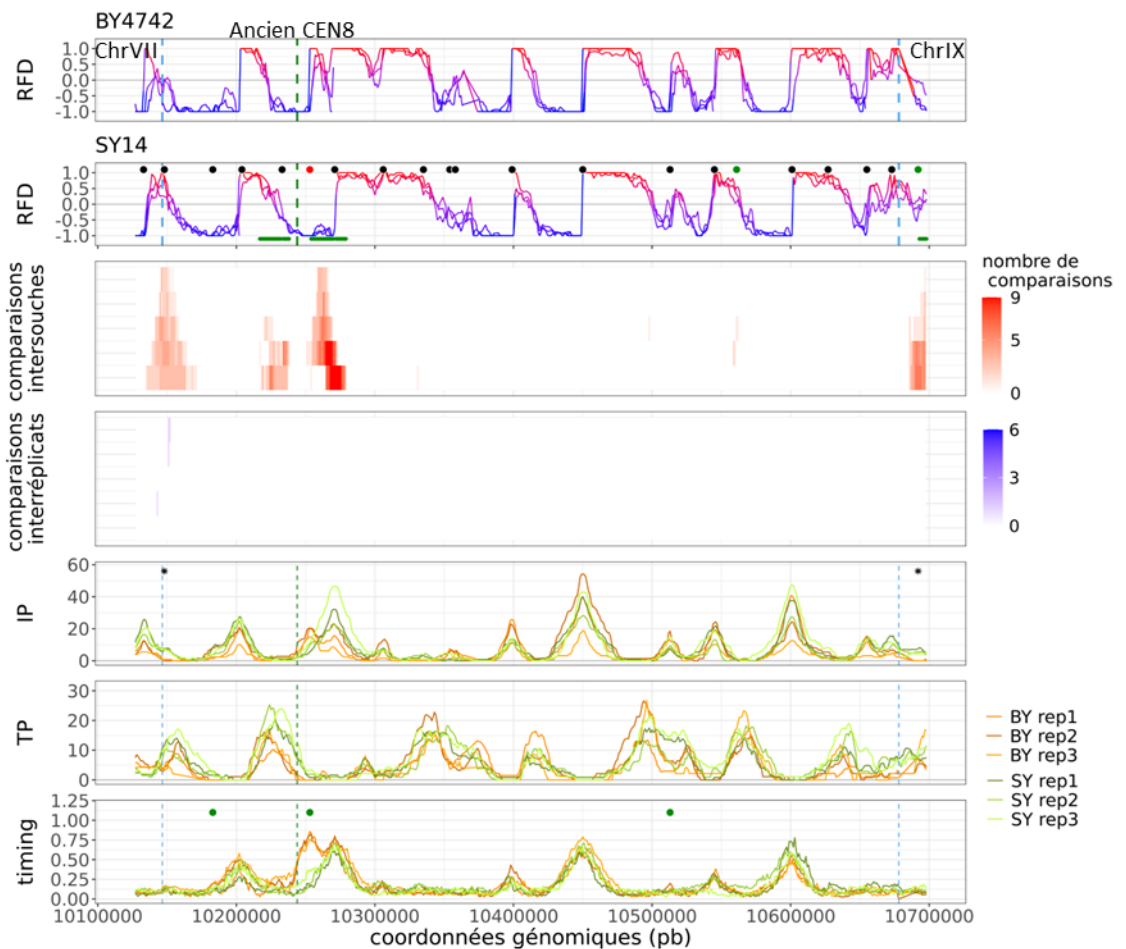 BY4742
Ancien CEN8
ChrVII
ChrIX
RFD
1.0
0.5
0.0
-0.5
-1.0
SY14
RFD
1.0
0.5
0.0
-0.5
-1.0
comparaisons
intersouches
nombre de
comparaisons
9
5
0
comparaisons
interréplicats
6
3
0
IP
60
40
20
0
TP
30
20
10
0
BY rep1
BY rep2
BY rep3
SY rep1
SY rep2
SY rep3
timing
1.25
1.00
0.75
0.50
0.25
0.00
10100000 10200000 10300000 10400000 10500000 10600000 10700000
coordonnées génomiques (pb)